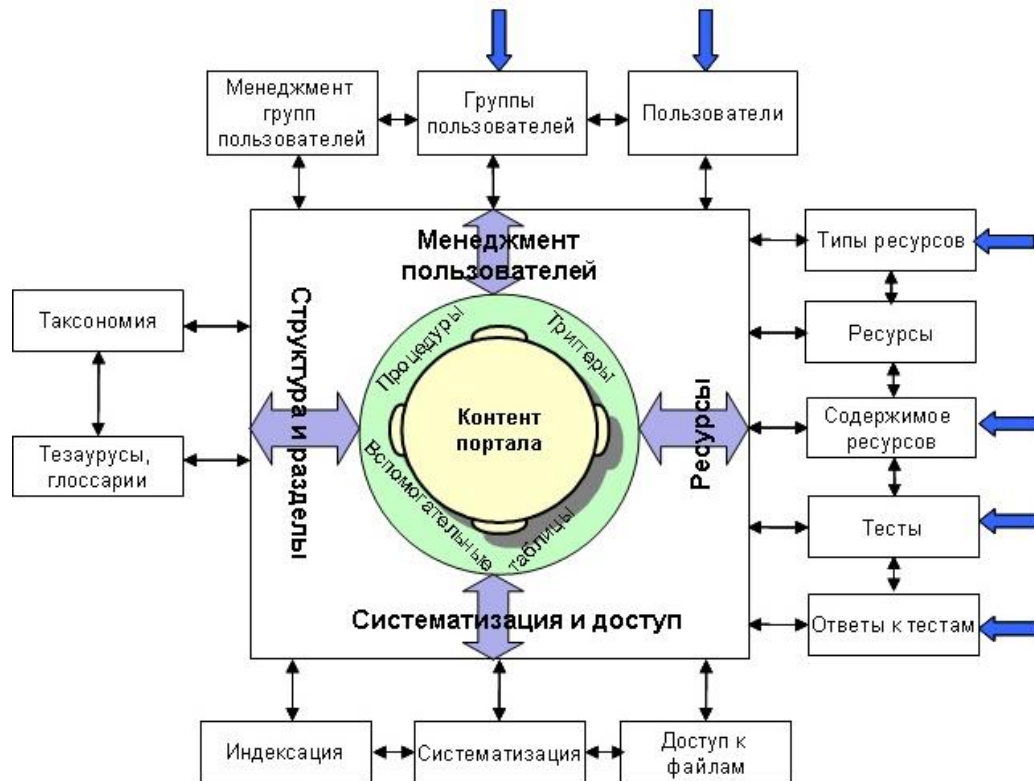 Менеджмент
групп
пользователей
Группы
пользователей
Пользователи
Менеджмент
пользователей
Типы ресурсов
Ресурсы
Содержимое
ресурсов
Тесты
Ответы к тестам
Таксономия
Тезаурусы,
глоссарии
Структура и разделы
Процедуры
Триггеры
Контент
портала
Вспомогательные
таблицы
Ресурсы
Систематизация и доступ
Индексация
Систематизация
Доступ к
файлам